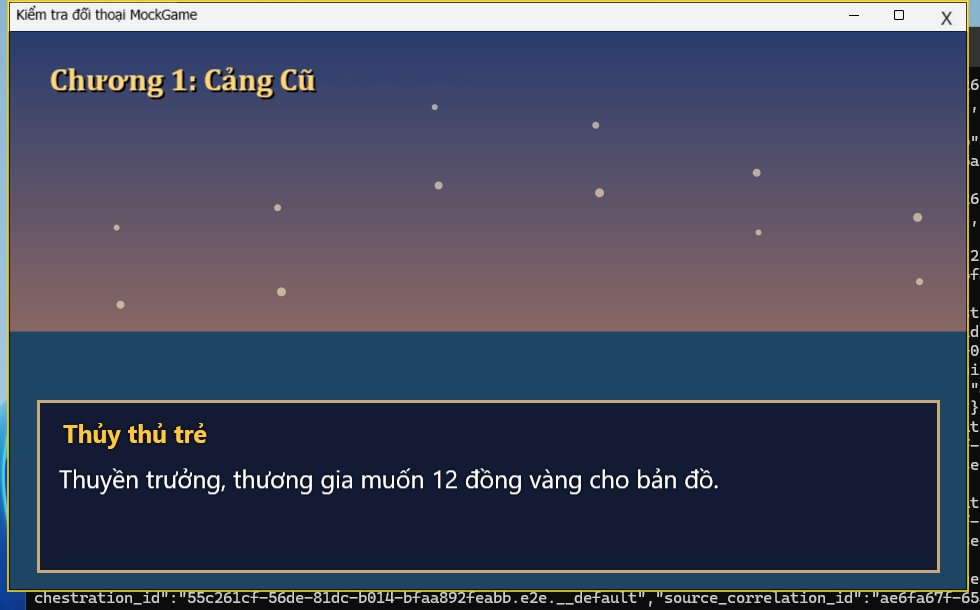 Kiểm tra đối thoại MockGame
Chương 1: Cảng Cũ
Thủy thủ trẻ
Thuyền trưởng, thương gia muốn 12 đồng vàng cho bản đồ.
chestration_id":"55c261cf-56de-81dc-b014-bfaa892feabb.e2e.__default","source_correlation_id":"ae6fa67f-6